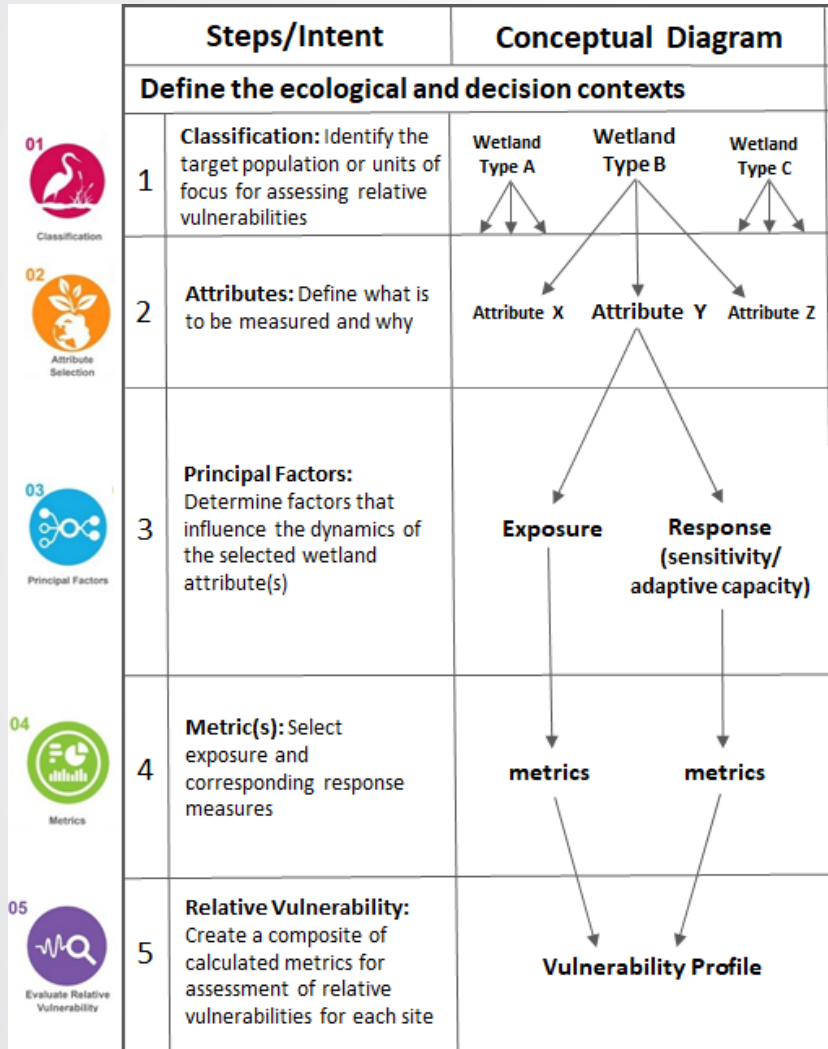 Steps/Intent
Conceptual Diagram
Define the ecological and decision contexts
01
Classification
1
Classification: Identify the
target population or units of
focus for assessing relative
vulnerabilities
Wetland
Type A
Wetland
Type B
Wetland
Type C
02
Attribute
Selection
2
Attributes: Define what is
to be measured and why
Attribute X
Attribute Y
Attribute Z
03
Principal Factors
3
Principal Factors:
Determine factors that
influence the dynamics of
the selected wetland
attribute(s)
Exposure
Response
(sensitivity/
adaptive capacity)
04
Metrics
4
Metric(s): Select
exposure and
corresponding response
measures
metrics
metrics
05
Evaluate Relative
Vulnerability
5
Relative Vulnerability:
Create a composite of
calculated metrics for
assessment of relative
vulnerabilities for each site
Vulnerability Profile